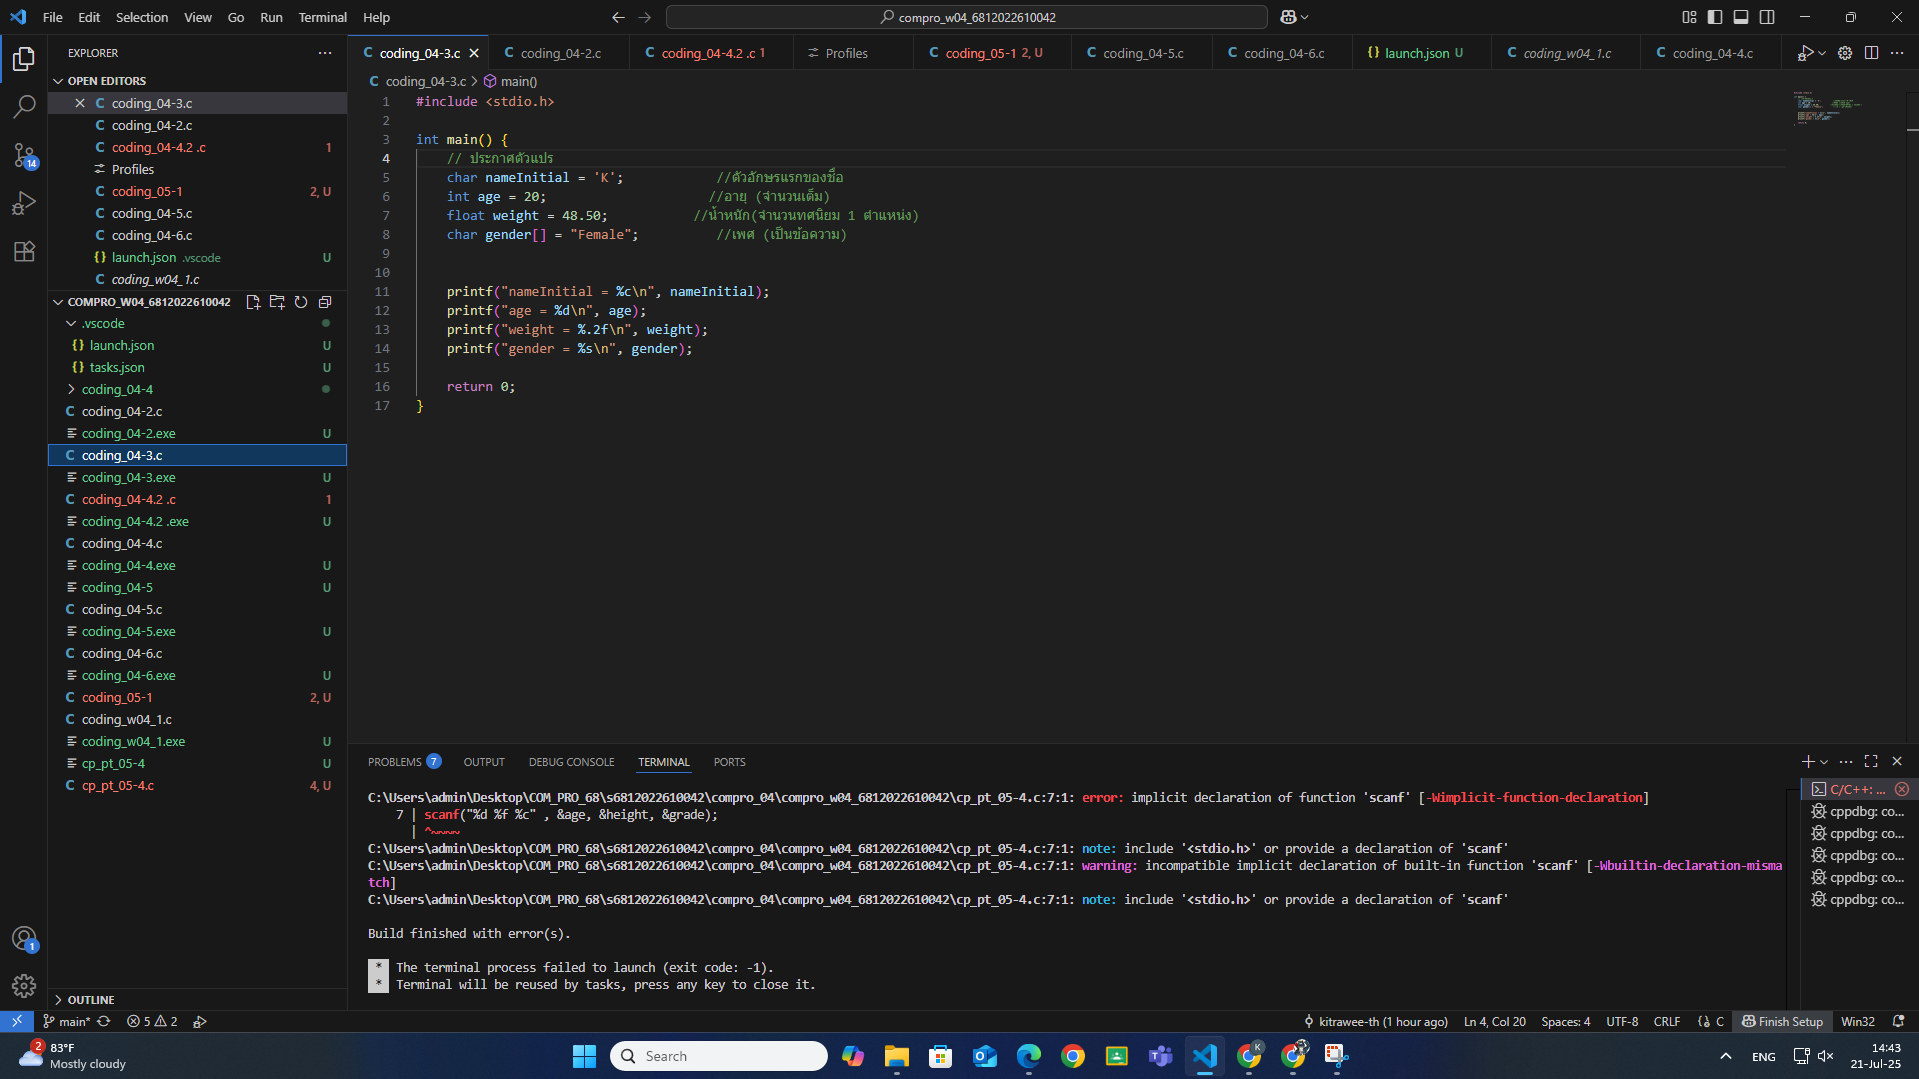 File Edit Selection View Go Run Terminal Help
compro_w04_6812022610042
EXPLORER
OPEN EDITORS
coding_04-3.c
coding_04-2.c
coding_04-4.2 .c 1
Profiles
coding_05-1 2, U
coding_04-5.c
coding_04-6.c
launch.json .vscode U
coding_w04_1.c
COMPRO_W04_6812022610042
.vscode
launch.json U
tasks.json U
coding_04-4
coding_04-2.c
coding_04-2.exe U
coding_04-3.c
coding_04-3.exe U
coding_04-4.2 .c 1
coding_04-4.2 .exe U
coding_04-4.c
coding_04-4.exe U
coding_04-5 U
coding_04-5.c
coding_04-5.exe U
coding_04-6.c
coding_04-6.exe U
coding_05-1 2, U
coding_w04_1.c
coding_w04_1.exe U
cp_pt_05-4 U
cp_pt_05-4.c 4, U
OUTLINE
14
1
coding_04-3.c coding_04-2.c coding_04-4.2 .c 1 Profiles coding_05-1 2, U coding_04-5.c coding_04-6.c launch.json U coding_w04_1.c coding_04-4.c
coding_04-3.c > main()
1 #include <stdio.h>
2
3 int main() {
4 // ประกาศตัวแปร
5 char nameInitial = 'K'; //ตัวอักษรแรกของชื่อ
6 int age = 20; //อายุ (จำนวนเต็ม)
7 float weight = 48.50; //น้ำหนัก(จำนวนทศนิยม 1 ตำแหน่ง)
8 char gender[] = "Female"; //เพศ (เป็นข้อความ)
9
10
11 printf("nameInitial = %c\n", nameInitial);
12 printf("age = %d\n", age);
13 printf("weight = %.2f\n", weight);
14 printf("gender = %s\n", gender);
15
16 return 0;
17 }
PROBLEMS 7 OUTPUT DEBUG CONSOLE TERMINAL PORTS
C:\Users\admin\Desktop\COM_PRO_68\s6812022610042\compro_04\compro_w04_6812022610042\cp_pt_05-4.c:7:1: error: implicit declaration of function 'scanf' [-Wimplicit-function-declaration]
7 | scanf("%d %f %c" , &age, &height, &grade);
| ^~~~~
C:\Users\admin\Desktop\COM_PRO_68\s6812022610042\compro_04\compro_w04_6812022610042\cp_pt_05-4.c:7:1: note: include '<stdio.h>' or provide a declaration of 'scanf'
C:\Users\admin\Desktop\COM_PRO_68\s6812022610042\compro_04\compro_w04_6812022610042\cp_pt_05-4.c:7:1: warning: incompatible implicit declaration of built-in function 'scanf' [-Wbuiltin-declaration-misma
tch]
C:\Users\admin\Desktop\COM_PRO_68\s6812022610042\compro_04\compro_w04_6812022610042\cp_pt_05-4.c:7:1: note: include '<stdio.h>' or provide a declaration of 'scanf'
Build finished with error(s).
* The terminal process failed to launch (exit code: -1).
* Terminal will be reused by tasks, press any key to close it.
C/C++: ...
cppdbg: co...
cppdbg: co...
cppdbg: co...
cppdbg: co...
cppdbg: co...
main* 5 2 kitrawee-th (1 hour ago) Ln 4, Col 20 Spaces: 4 UTF-8 CRLF {} C Finish Setup Win32
2
83°F
Mostly cloudy
Search
K
ENG
14:43
21-Jul-25